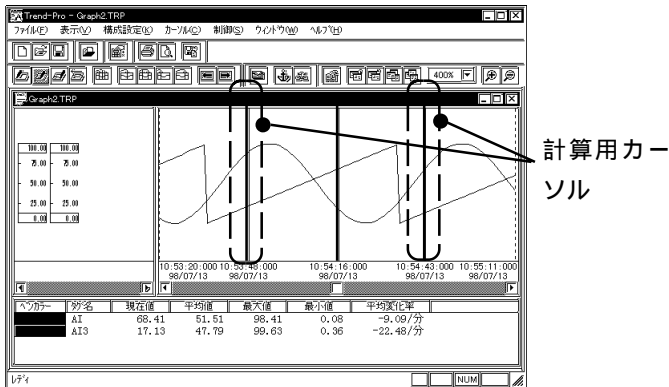 Trend-Pro - Graph2.TRP
ファイル(F) 表示(V) 構成設定(K) カーソル(C) 制御(S) ウィンドウ(W) ヘルプ(H)
400%
Graph2.TRP
100.00 100.00
75.00 75.00
50.00 50.00
25.00 25.00
0.00 0.00
計算用カー
ソル
10:53:20:000 10:53:48:000 10:54:16:000 10:54:43:000 10:55:11:000
98/07/13 98/07/13 98/07/13 98/07/13 98/07/13
ペンカラー タグ名 現在値 平均値 最大値 最小値 平均変化率
AI 68.41 51.51 98.41 0.08 -9.09/分
AI3 17.13 47.79 99.63 0.36 -22.48/分
レディ NUM